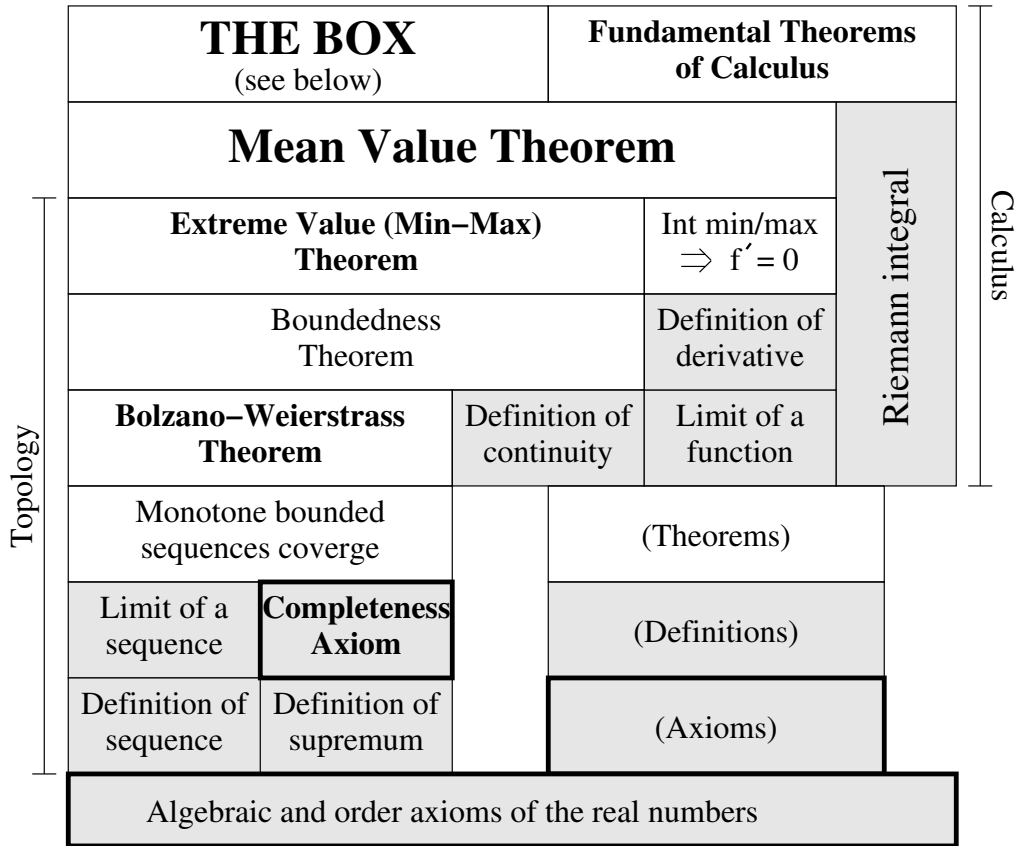 THE BOX
(see below)
Fundamental Theorems
of Calculus
Mean Value Theorem
Riemann integral
Calculus
Topology
Extreme Value (Min−Max)
Theorem
Int min/max
⇒ f′ = 0
Boundedness
Theorem
Definition of
derivative
Bolzano−Weierstrass
Theorem
Definition of
continuity
Limit of a
function
Monotone bounded
sequences coverge
(Theorems)
Limit of a
sequence
Completeness
Axiom
(Definitions)
Definition of
sequence
Definition of
supremum
(Axioms)
Algebraic and order axioms of the real numbers